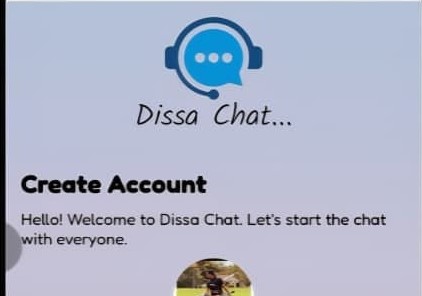 Dissa Chat...
Create Account
Hello! Welcome to Dissa Chat. Let's start the chat
with everyone.